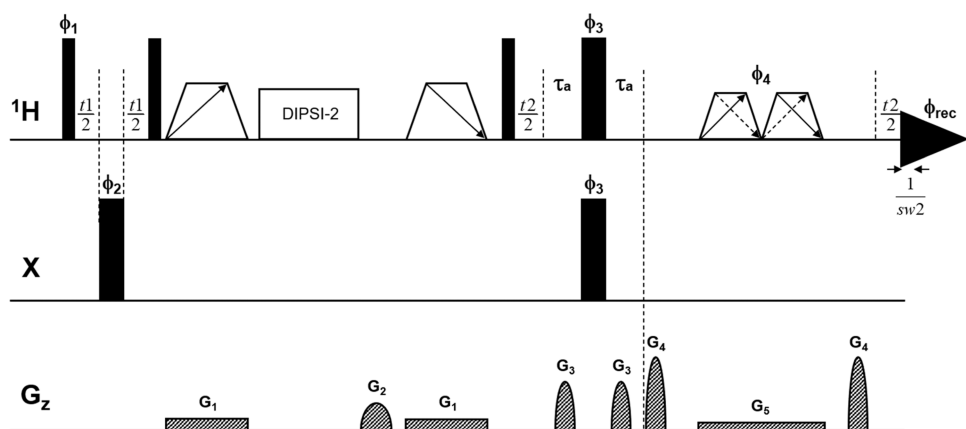 ϕ1 ϕ3
ϕ4
¹H t1/2 t1/2 DIPSI-2 t2/2 τa τa t2/2 ϕrec
1/sw2
ϕ2 ϕ3
X
Gz G1 G2 G1 G3 G3 G4 G5 G4